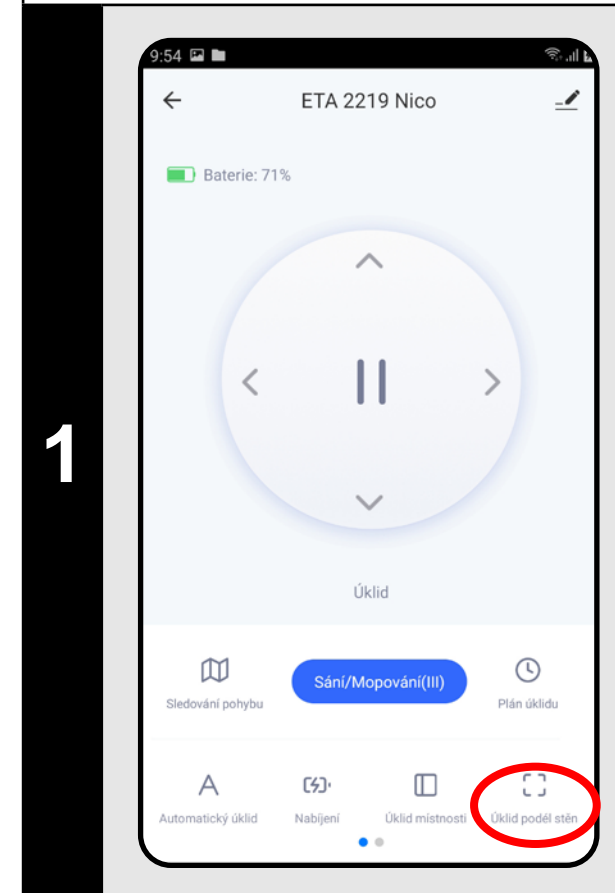 9:54
ETA 2219 Nico
Baterie: 71%
1
Úklid
Sledování pohybu
Sání/Mopování(III)
Plán úklidu
Automatický úklid
Nabíjení
Úklid místnosti
Úklid podél stěn